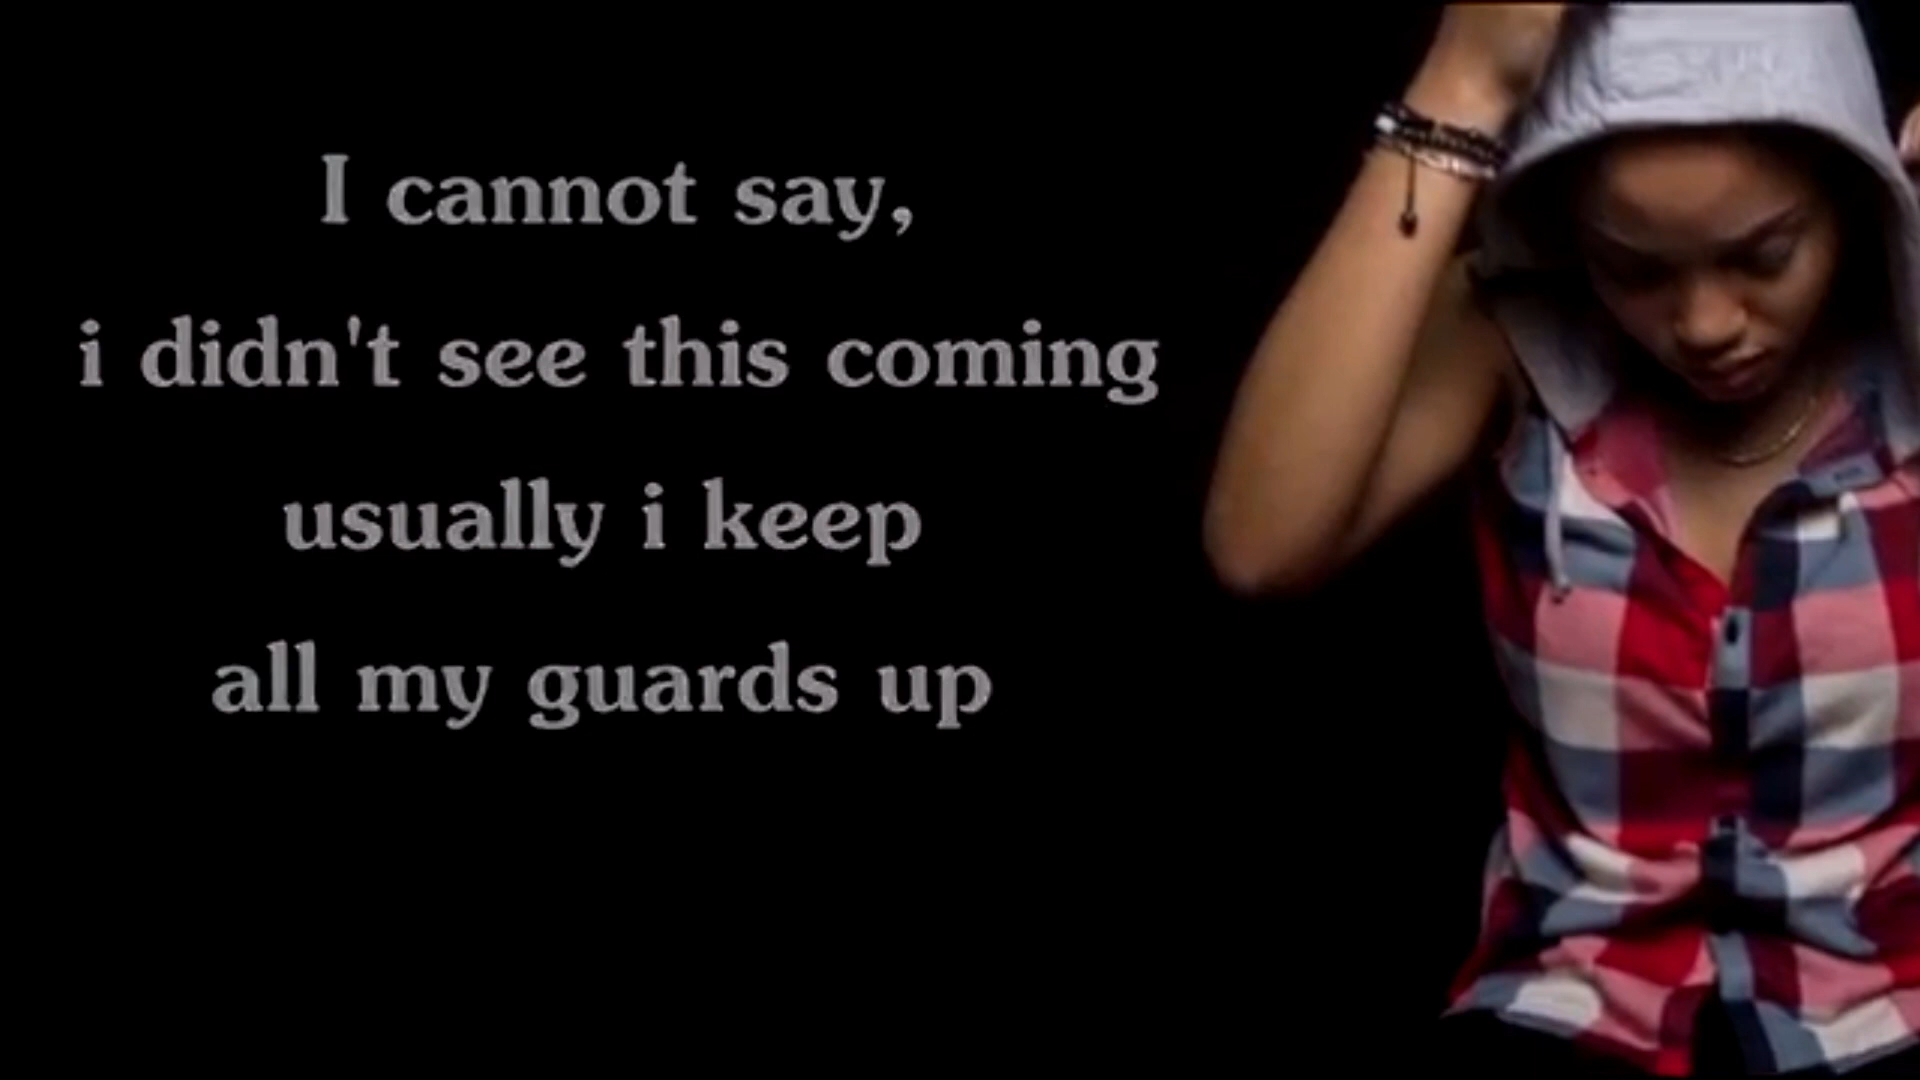 I cannot say,
i didn't see this coming
usually i keep
all my guards up